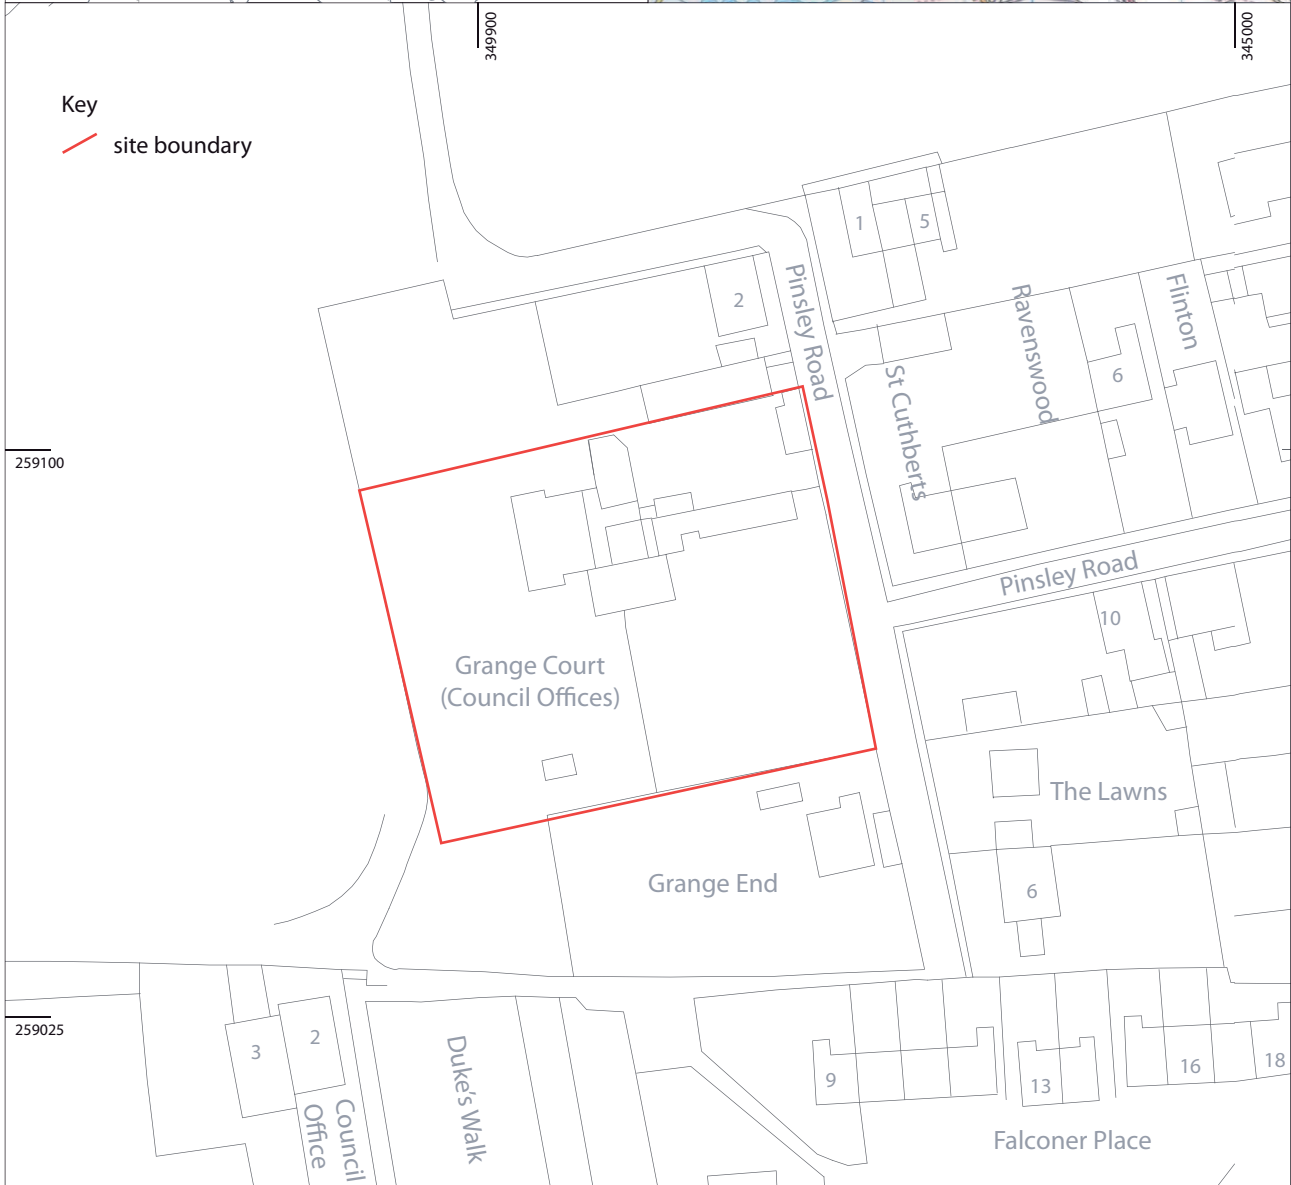 349900
345000
Key
site boundary
1
5
2
Pinsley Road
Ravenswood
Flinton
6
St Cuthberts
259100
Pinsley Road
10
Grange Court
(Council Offices)
The Lawns
Grange End
6
259025
3
2
Council
Office
Duke's Walk
9
13
16
18
Falconer Place